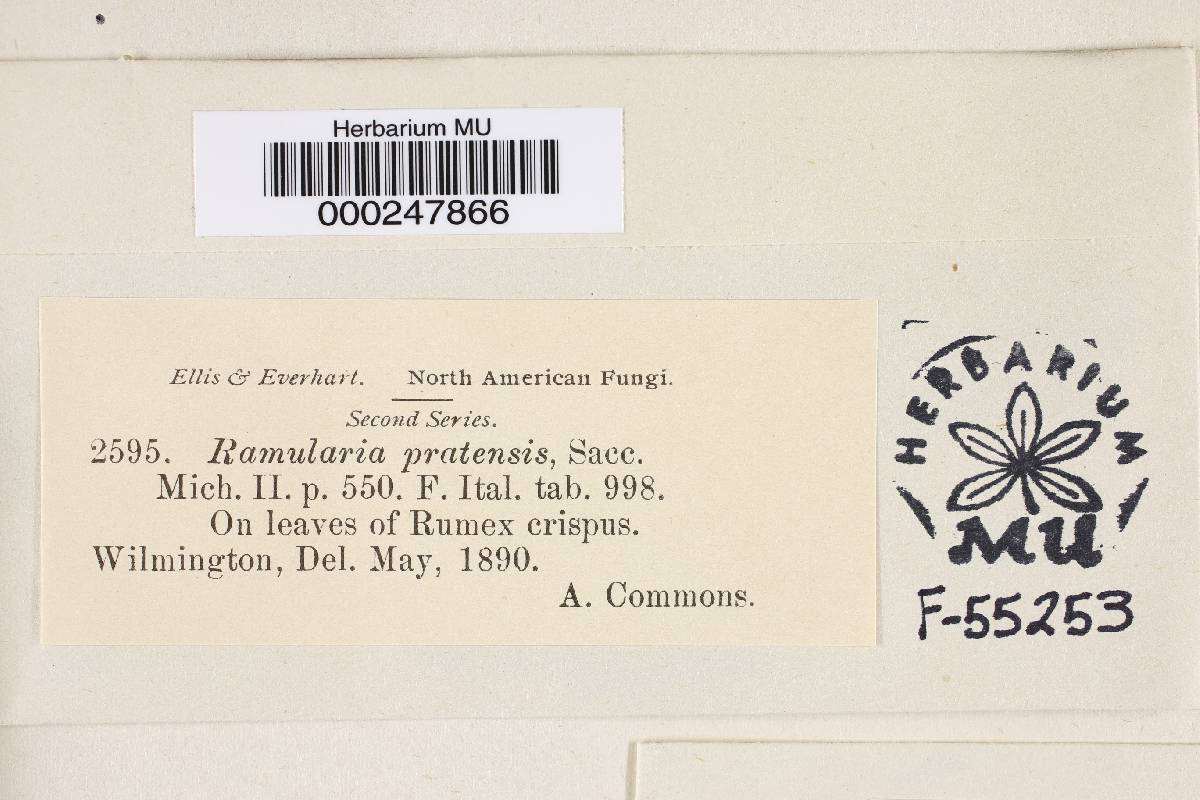 Herbarium MU
000247866
Ellis & Everhart. North American Fungi.
Second Series.
2595. Ramularia pratensis, Sacc.
Mich. II. p. 550. F. Ital. tab. 998.
On leaves of Rumex crispus.
Wilmington, Del. May, 1890.
A. Commons.
HERBARIUM
MU
F-55253